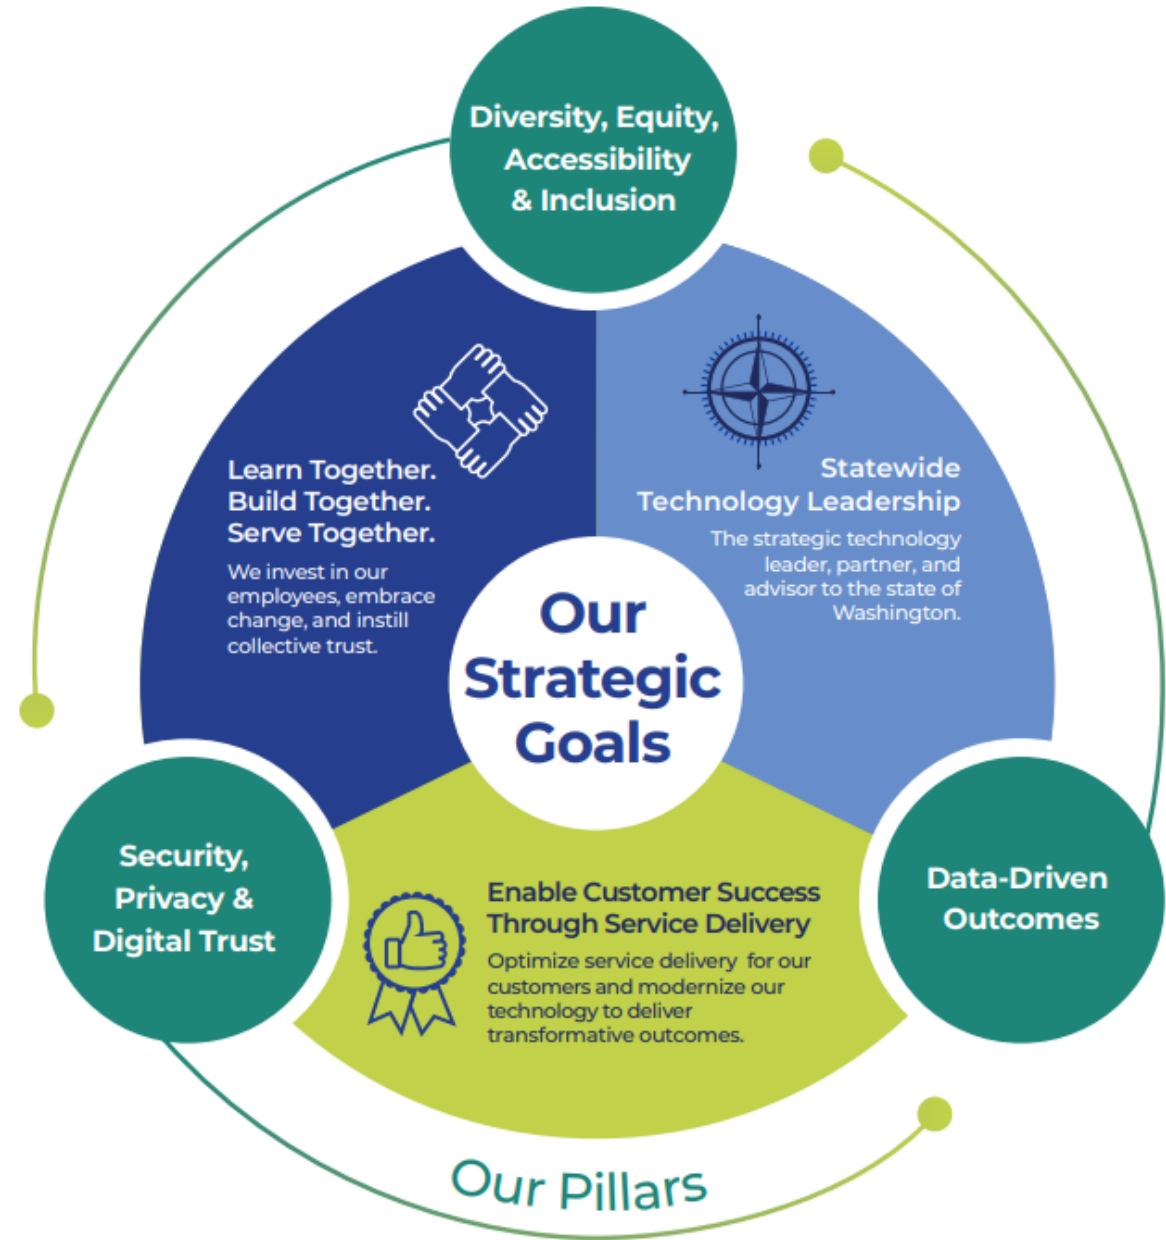 Diversity, Equity,
Accessibility
& Inclusion
Learn Together.
Build Together.
Serve Together.
We invest in our
employees, embrace
change, and instill
collective trust.
Statewide
Technology Leadership
The strategic technology
leader, partner, and
advisor to the state of
Washington.
Our
Strategic
Goals
Security,
Privacy &
Digital Trust
Enable Customer Success
Through Service Delivery
Optimize service delivery for our
customers and modernize our
technology to deliver
transformative outcomes.
Data-Driven
Outcomes
Our Pillars